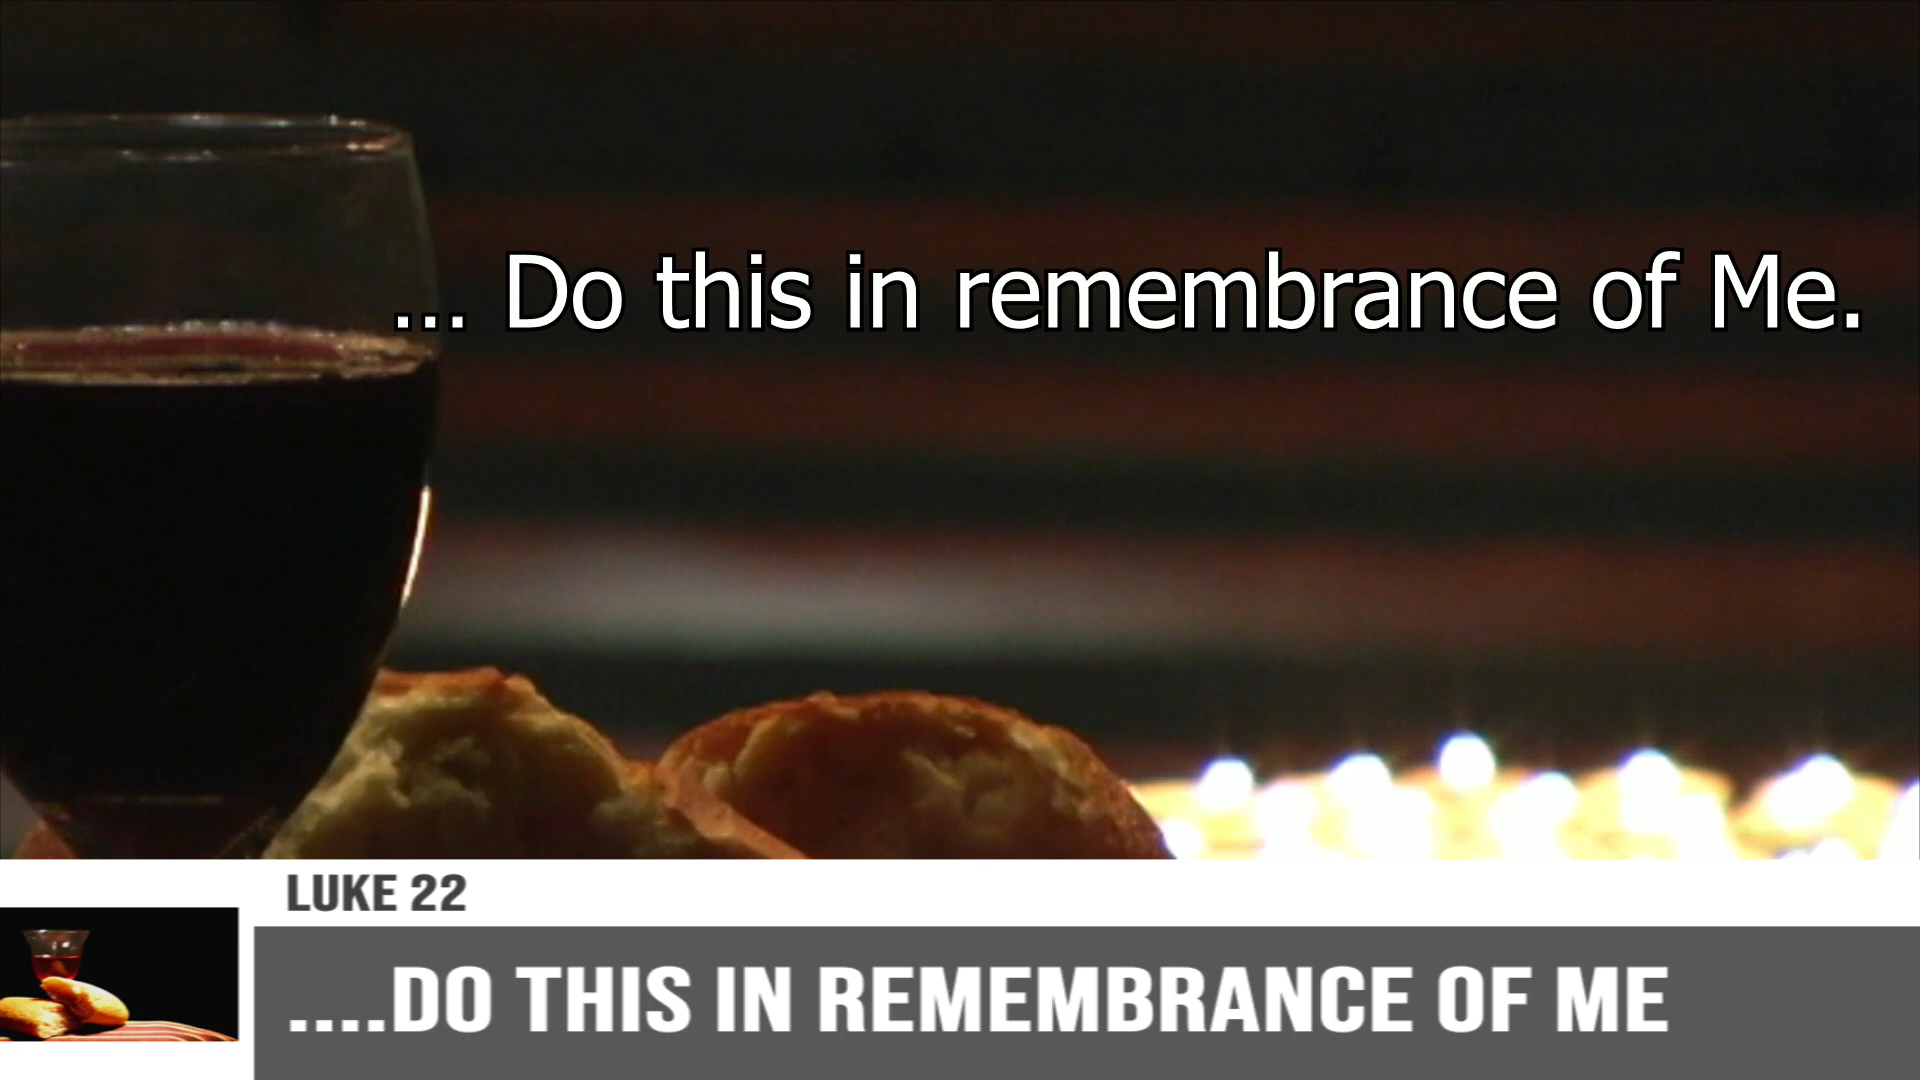 ... Do this in remembrance of Me.
LUKE 22
....DO THIS IN REMEMBRANCE OF ME